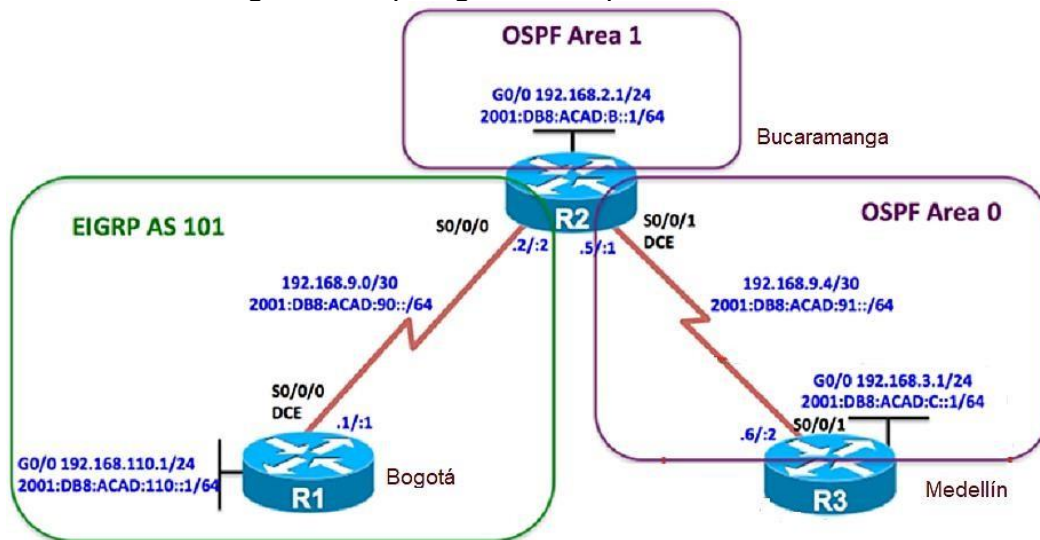 OSPF Area 1
G0/0 192.168.2.1/24
2001:DB8:ACAD:B::1/64
Bucaramanga
R2
EIGRP AS 101
S0/0/0
.2/:2
.5/:1
S0/0/1
DCE
OSPF Area 0
192.168.9.0/30
2001:DB8:ACAD:90::/64
192.168.9.4/30
2001:DB8:ACAD:91::/64
S0/0/0
DCE
.1/:1
G0/0 192.168.3.1/24
2001:DB8:ACAD:C::1/64
.6/:2
S0/0/1
G0/0 192.168.110.1/24
2001:DB8:ACAD:110::1/64
R1
Bogotá
R3
Medellín